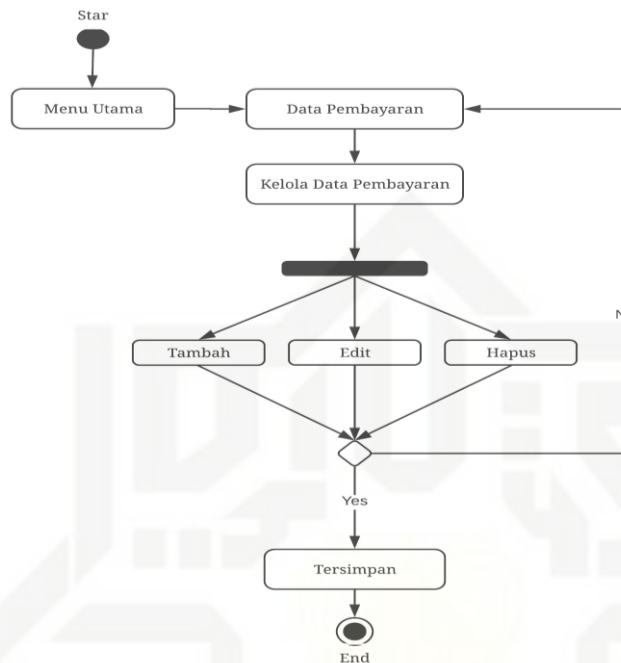 Star
Menu Utama
Data Pembayaran
Kelola Data Pembayaran
Tambah
Edit
Hapus
Yes
Tersimpan
End